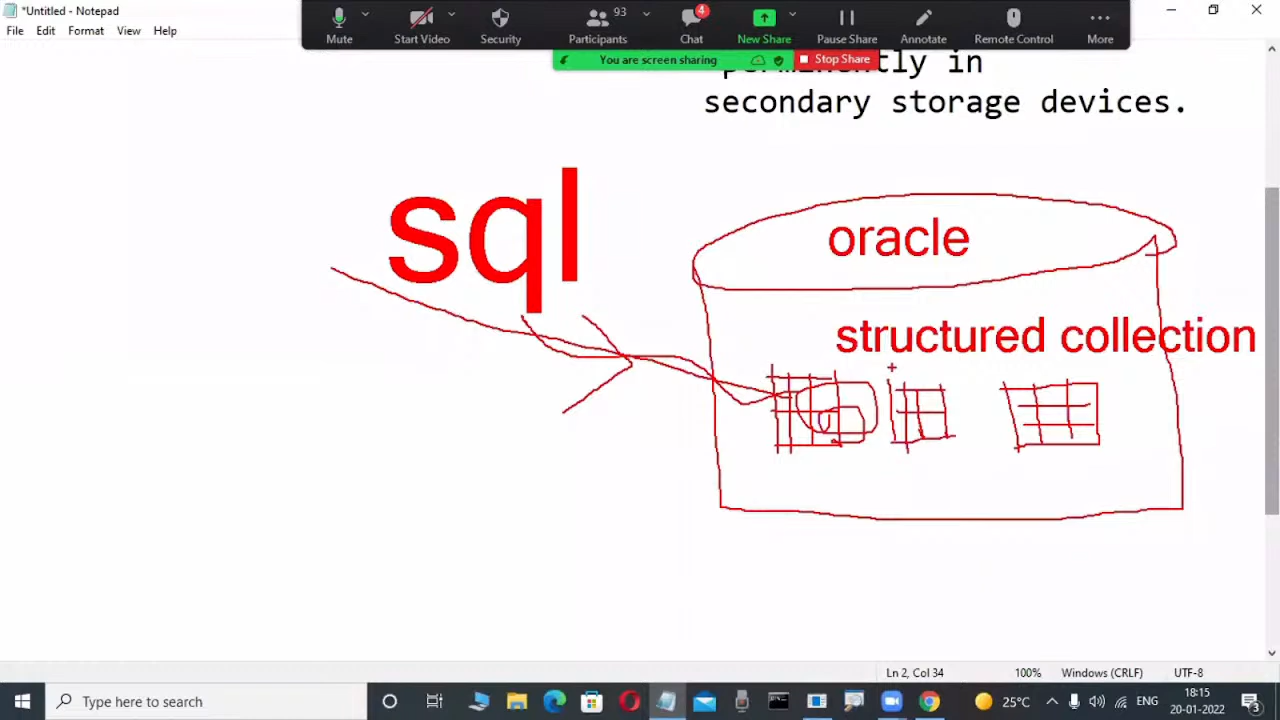 *Untitled - Notepad
File Edit Format View Help
Mute
Start Video
Security
93
Participants
4
Chat
New Share
Pause Share
Annotate
Remote Control
More
You are screen sharing
Stop Share
in
secondary storage devices.
sql
oracle
structured collection
Ln 2, Col 34
100%
Windows (CRLF)
UTF-8
Type here to search
25°C
ENG
18:15
20-01-2022
3